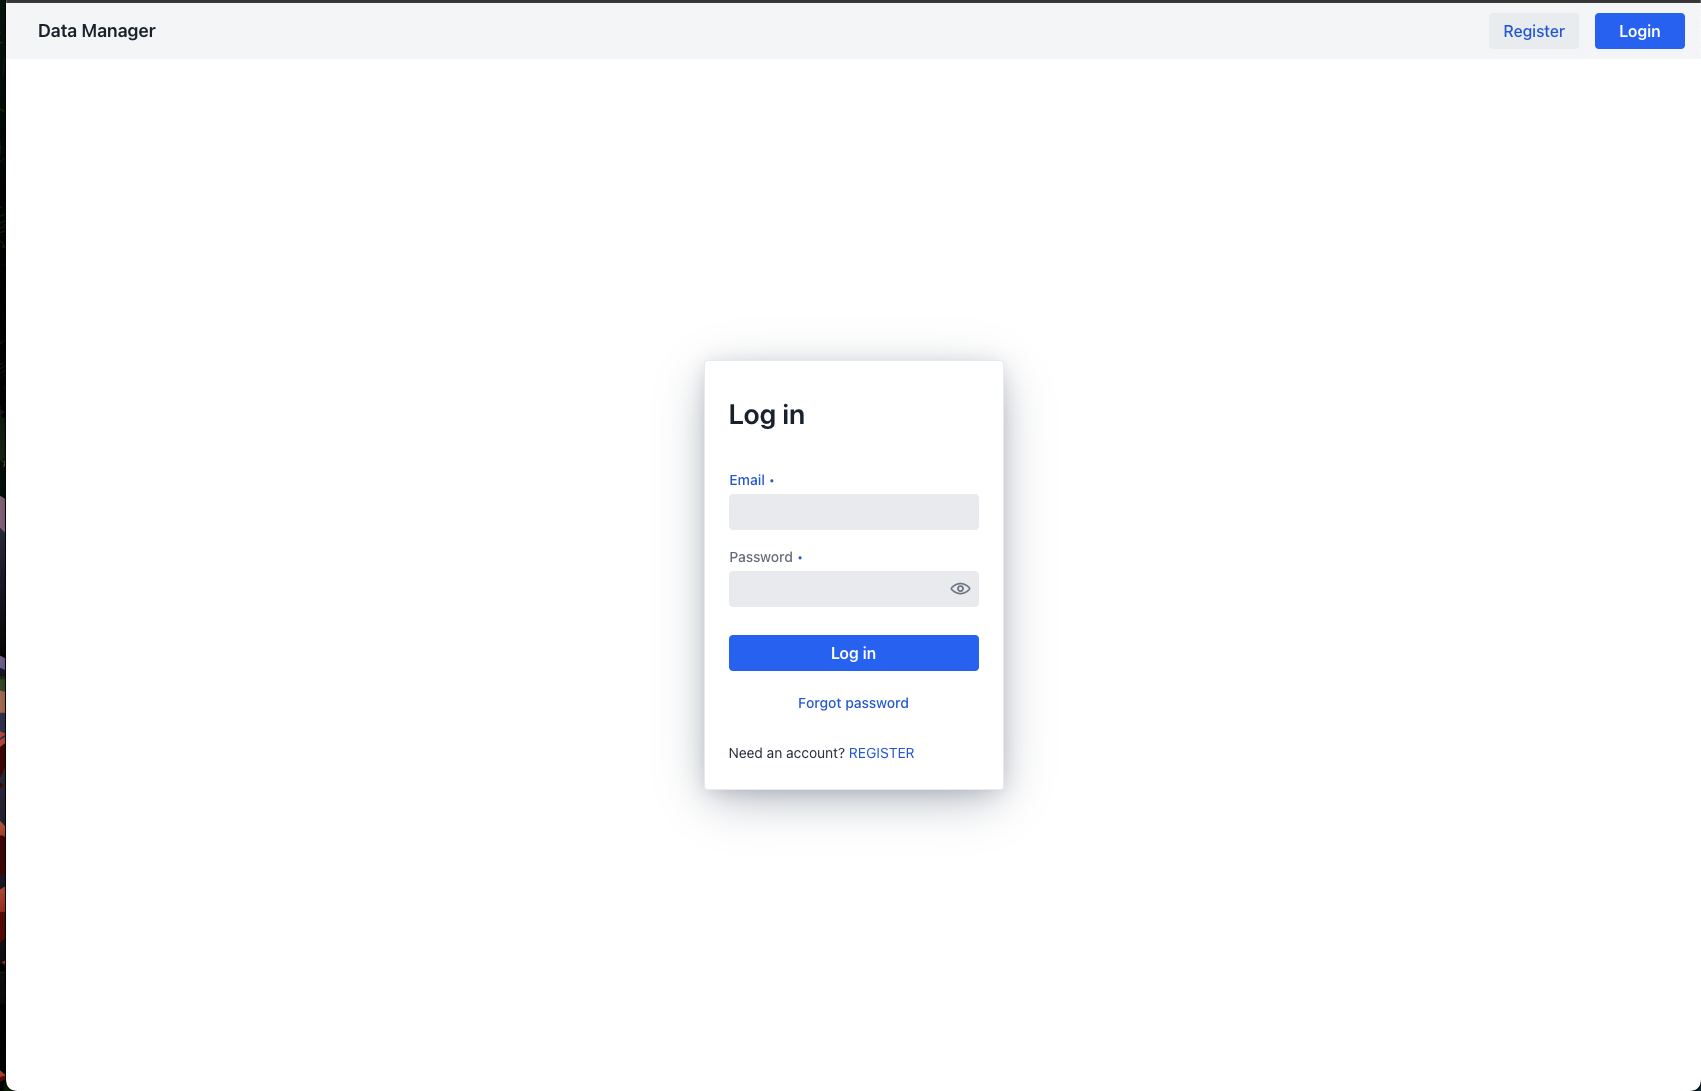 Data Manager
Register
Login
Log in
Email •
Password •
Log in
Forgot password
Need an account? REGISTER